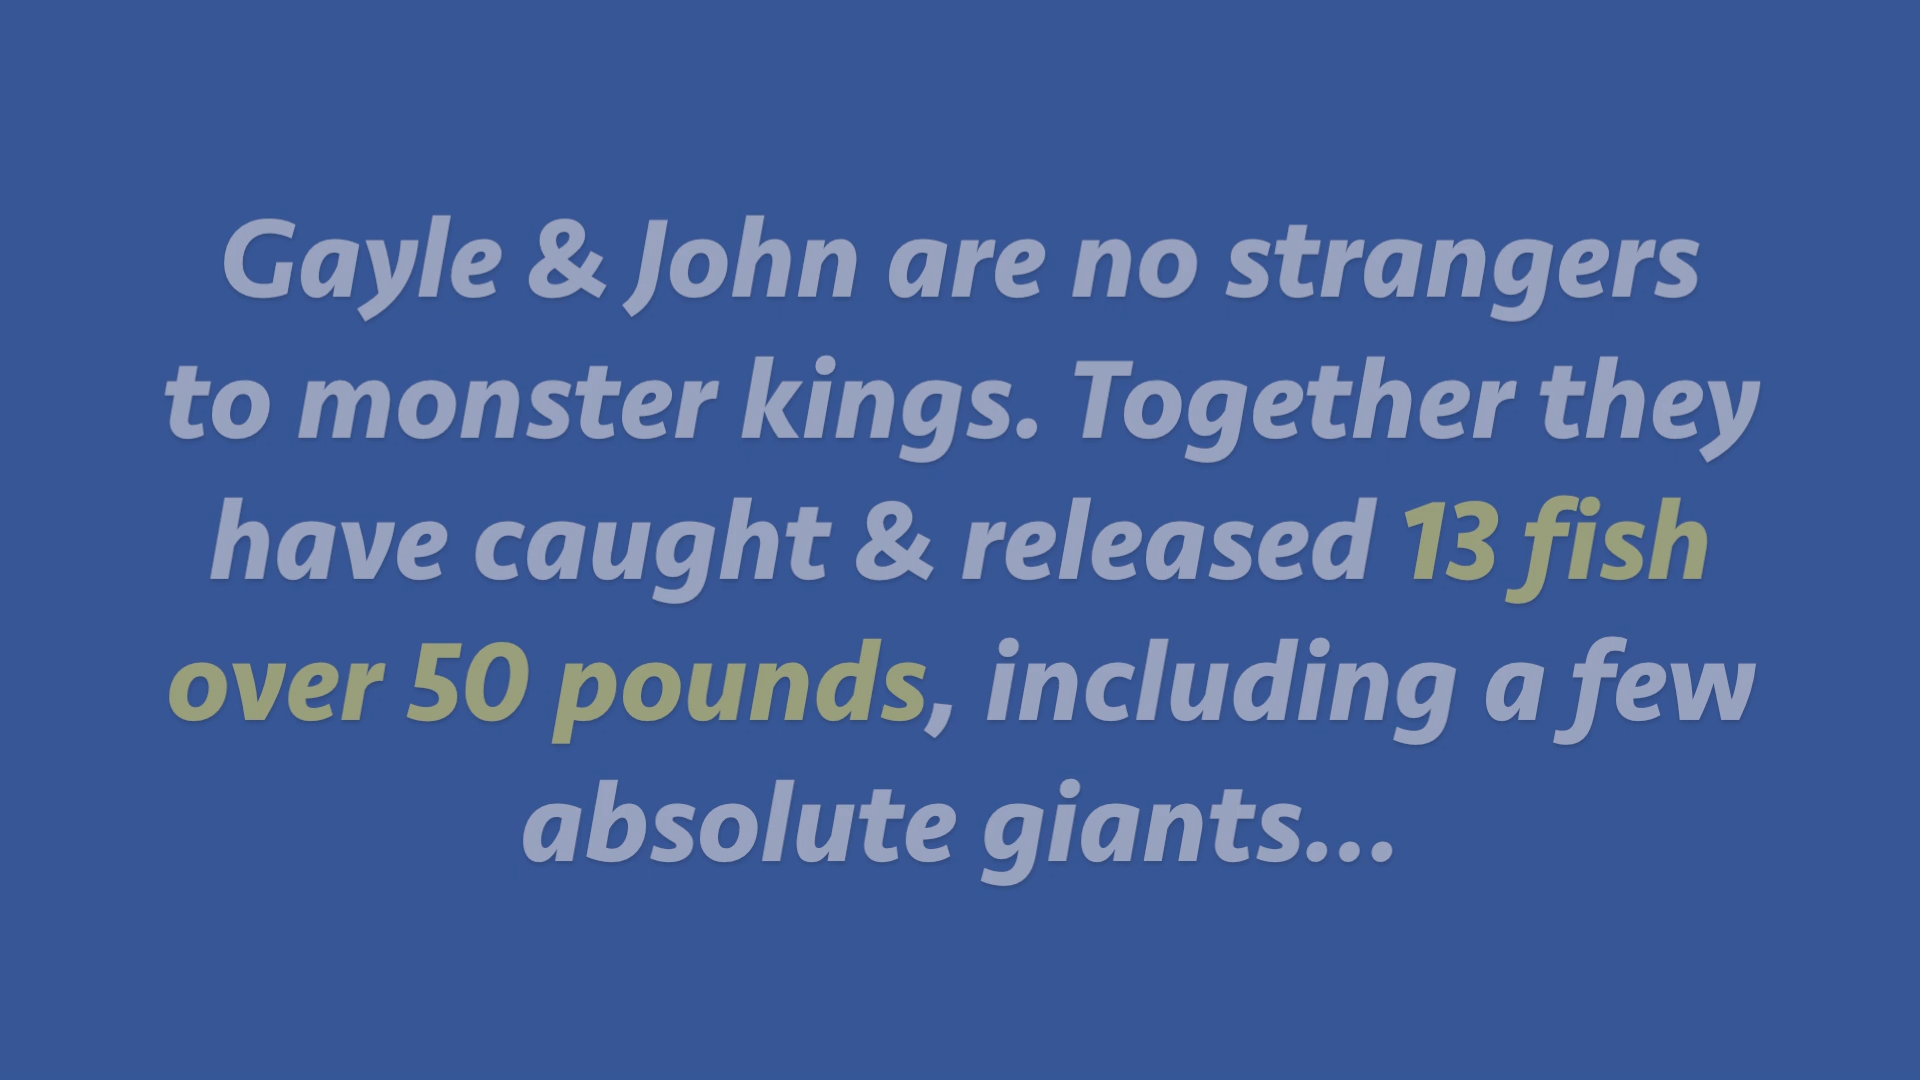 Gayle & John are no strangers
to monster kings. Together they
have caught & released 13 fish
over 50 pounds, including a few
absolute giants...